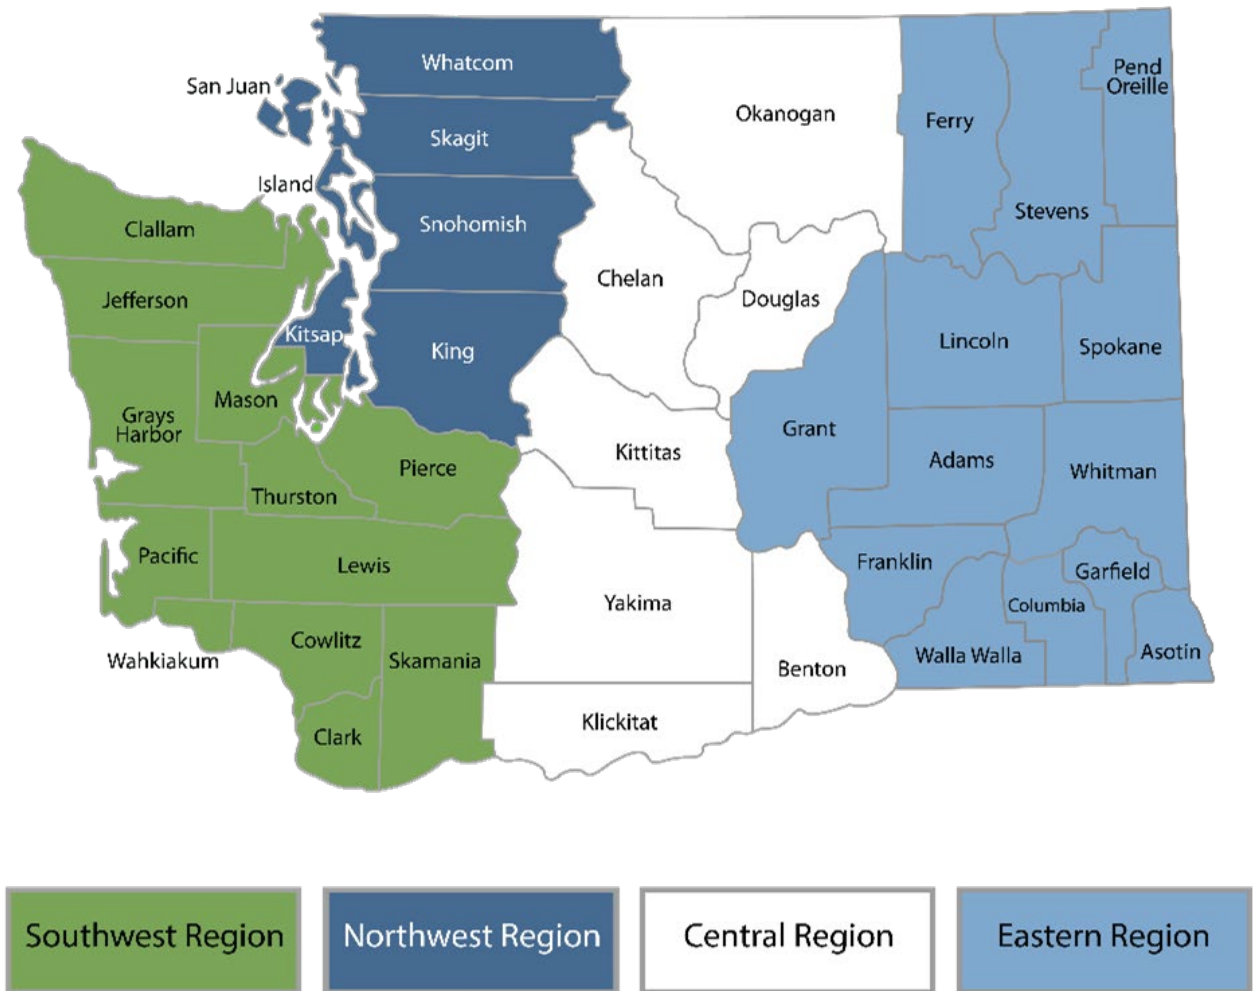 Whatcom
San Juan
Skagit
Island
Snohomish
Clallam
Jefferson
Kitsap
King
Mason
Grays
Harbor
Pierce
Thurston
Pacific
Lewis
Wahkiakum
Cowlitz
Skamania
Clark
Okanogan
Chelan
Douglas
Kittitas
Yakima
Benton
Klickitat
Ferry
Stevens
Pend
Oreille
Lincoln
Spokane
Grant
Adams
Whitman
Franklin
Garfield
Columbia
Walla Walla
Asotin
Southwest Region
Northwest Region
Central Region
Eastern Region